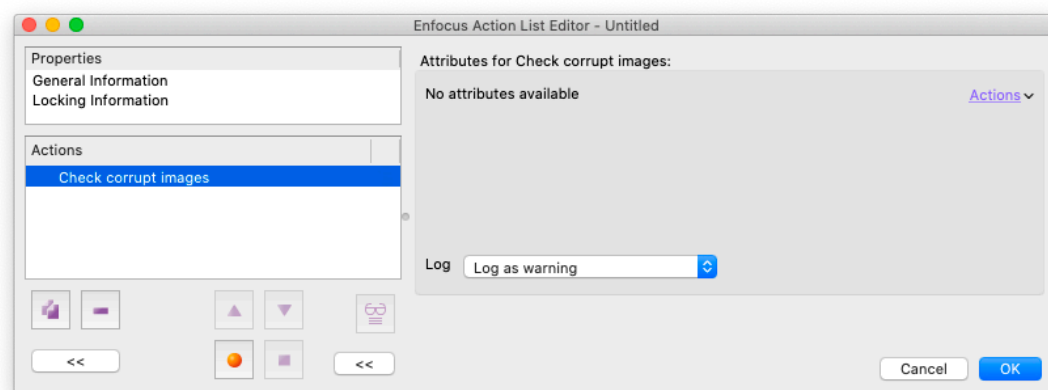 Enfocus Action List Editor - Untitled
Properties
General Information
Locking Information
Actions
Check corrupt images
<<
<<
Attributes for Check corrupt images:
No attributes available
Actions
Log
Log as warning
Cancel
OK